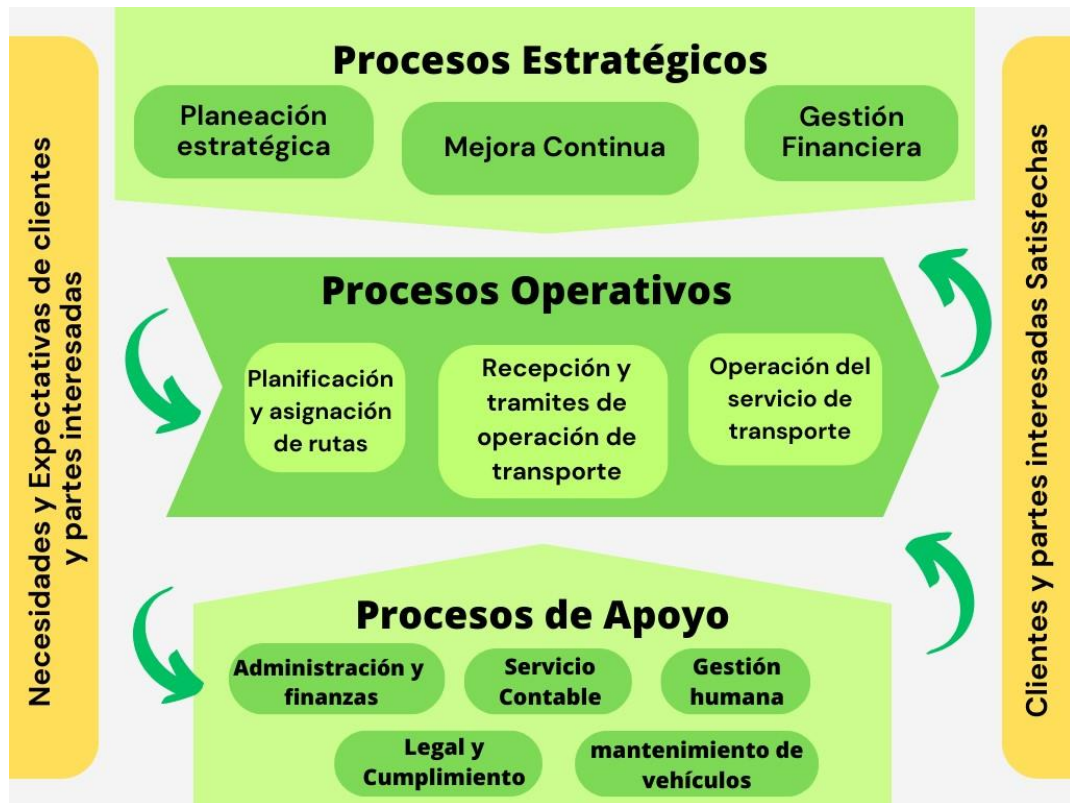 Necesidades y Expectativas de clientes
y partes interesadas
Procesos Estratégicos
Planeación
estratégica
Mejora Continua
Gestión
Financiera
Procesos Operativos
Planificación
y asignación
de rutas
Recepción y
tramites de
operación de
transporte
Operación del
servicio de
transporte
Procesos de Apoyo
Administración y
finanzas
Servicio
Contable
Gestión
humana
Legal y
Cumplimiento
mantenimiento de
vehículos
Clientes y partes interesadas Satisfechas